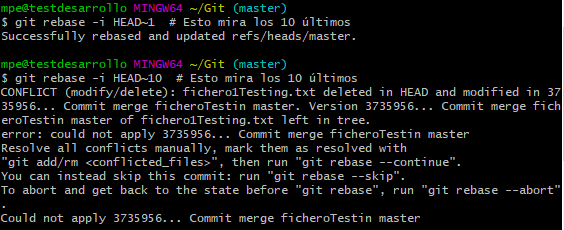 mpe@testdesarrollo MINGW64 ~/Git (master)
$ git rebase -i HEAD~1  # Esto mira los 10 últimos
Successfully rebased and updated refs/heads/master.

mpe@testdesarrollo MINGW64 ~/Git (master)
$ git rebase -i HEAD~10  # Esto mira los 10 últimos
CONFLICT (modify/delete): fichero1Testing.txt deleted in HEAD and modified in 37
35956... Commit merge ficheroTestin master. Version 3735956... Commit merge fich
eroTestin master of fichero1Testing.txt left in tree.
error: could not apply 3735956... Commit merge ficheroTestin master
Resolve all conflicts manually, mark them as resolved with
"git add/rm <conflicted_files>", then run "git rebase --continue".
You can instead skip this commit: run "git rebase --skip".
To abort and get back to the state before "git rebase", run "git rebase --abort"
.
Could not apply 3735956... Commit merge ficheroTestin master